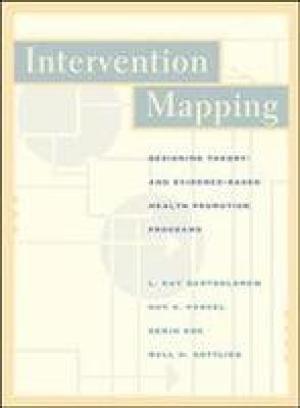 Intervention
Mapping
DESIGNING THEORY-
AND EVIDENCE-BASED
HEALTH PROMOTION
PROGRAMS
L. KAY BARTHOLOMEW
GUY S. PARCEL
GERJO KOK
NELL H. GOTTLIEB